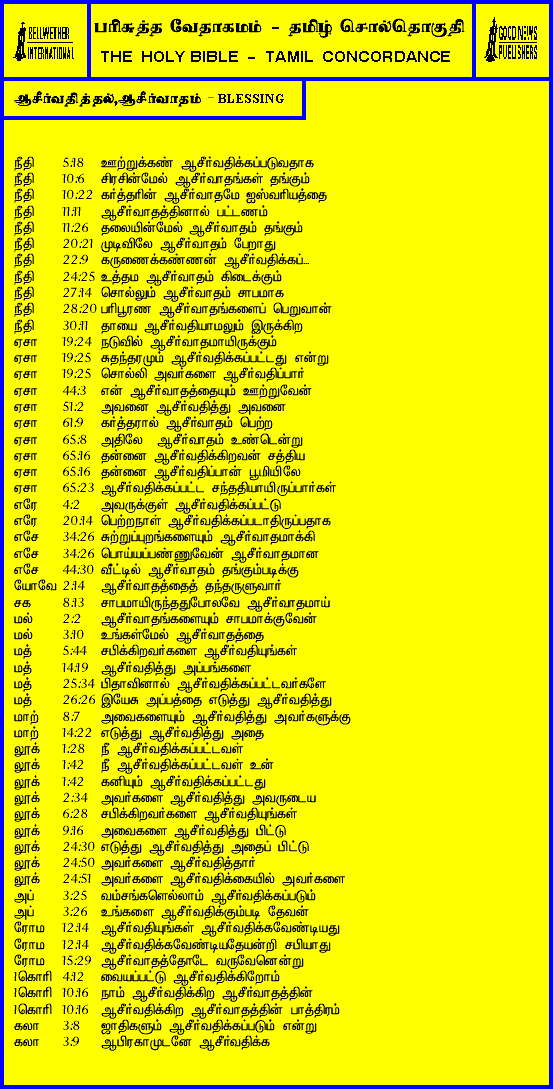 BELLWETHER
INTERNATIONAL
பரிசுத்த வேதாகமம் - தமிழ் சொல்தொகுதி
THE HOLY BIBLE - TAMIL CONCORDANCE
GOOD NEWS
PUBLISHERS
ஆசீர்வதித்தல்,ஆசீர்வாதம் - BLESSING
நீதி 5:18 ஊற்றுக்கண் ஆசீர்வதிக்கப்படுவதாக
நீதி 10:6 சிரசின்மேல் ஆசீர்வாதங்கள் தங்கும்
நீதி 10:22 கர்த்தரின் ஆசீர்வாதமே ஐஸ்வரியத்தை
நீதி 11:11 ஆசீர்வாதத்தினால் பட்டணம்
நீதி 11:26 தலையின்மேல் ஆசீர்வாதம் தங்கும்
நீதி 20:21 முடிவிலே ஆசீர்வாதம் பேறாது
நீதி 22:9 கருணைக்கண்ணன் ஆசீர்வதிக்கப்...
நீதி 24:25 உத்தம ஆசீர்வாதம் கிடைக்கும்
நீதி 27:14 சொல்லும் ஆசீர்வாதம் சாபமாக
நீதி 28:20 பரிபூரண ஆசீர்வாதங்களைப் பெறுவான்
நீதி 30:11 தாயை ஆசீர்வதியாமலும் இருக்கிற
ஏசா 19:24 நடுவில் ஆசீர்வாதமாயிருக்கும்
ஏசா 19:25 சுதந்தரமும் ஆசீர்வதிக்கப்பட்டது என்று
ஏசா 19:25 சொல்லி அவர்களை ஆசீர்வதிப்பார்
ஏசா 44:3 என் ஆசீர்வாதத்தையும் ஊற்றுவேன்
ஏசா 51:2 அவனை ஆசீர்வதித்து அவனை
ஏசா 61:9 கர்த்தரால் ஆசீர்வாதம் பெற்ற
ஏசா 65:8 அதிலே ஆசீர்வாதம் உண்டென்று
ஏசா 65:16 தன்னை ஆசீர்வதிக்கிறவன் சத்திய
ஏசா 65:16 தன்னை ஆசீர்வதிப்பான் பூமியிலே
ஏசா 65:23 ஆசீர்வதிக்கப்பட்ட சந்ததியாயிருப்பார்கள்
எரே 4:2 அவருக்குள் ஆசீர்வதிக்கப்பட்டு
எரே 20:14 பெற்றநாள் ஆசீர்வதிக்கப்படாதிருப்பதாக
எசே 34:26 சுற்றுப்புறங்களையும் ஆசீர்வாதமாக்கி
எசே 34:26 பொய்யப்பண்ணுவேன் ஆசீர்வாதமான
எசே 44:30 வீட்டில் ஆசீர்வாதம் தங்கும்படிக்கு
யோவே 2:14 ஆசீர்வாதத்தைத் தந்தருளுவார்
சக 8:13 சாபமாயிருந்ததுபோலவே ஆசீர்வாதமாய்
மல் 2:2 ஆசீர்வாதங்களையும் சாபமாக்குவேன்
மல் 3:10 உங்கள்மேல் ஆசீர்வாதத்தை
மத் 5:44 சபிக்கிறவர்களை ஆசீர்வதியுங்கள்
மத் 14:19 ஆசீர்வதித்து அப்பங்களை
மத் 25:34 பிதாவினால் ஆசீர்வதிக்கப்பட்டவர்களே
மத் 26:26 இயேசு அப்பத்தை எடுத்து ஆசீர்வதித்து
மாற் 8:7 அவைகளையும் ஆசீர்வதித்து அவர்களுக்கு
மாற் 14:22 எடுத்து ஆசீர்வதித்து அதை
லூக் 1:28 நீ ஆசீர்வதிக்கப்பட்டவள்
லூக் 1:42 நீ ஆசீர்வதிக்கப்பட்டவள் உன்
லூக் 1:42 கனியும் ஆசீர்வதிக்கப்பட்டது
லூக் 2:34 அவர்களை ஆசீர்வதித்து அவருடைய
லூக் 6:28 சபிக்கிறவர்களை ஆசீர்வதியுங்கள்
லூக் 9:16 அவைகளை ஆசீர்வதித்து பிட்டு
லூக் 24:30 எடுத்து ஆசீர்வதித்து அதைப் பிட்டு
லூக் 24:50 அவர்களை ஆசீர்வதித்தார்
லூக் 24:51 அவர்களை ஆசீர்வதிக்கையில் அவர்களை
அப் 3:25 வம்சங்களெல்லாம் ஆசீர்வதிக்கப்படும்
அப் 3:26 உங்களை ஆசீர்வதிக்கும்படி தேவன்
ரோம 12:14 ஆசீர்வதியுங்கள் ஆசீர்வதிக்கவேண்டியது
ரோம 12:14 ஆசீர்வதிக்கவேண்டியதேயன்றி சபியாது
ரோம 15:29 ஆசீர்வாதத்தோடே வருவேனென்று
1கொரி 4:12 வையப்பட்டு ஆசீர்வதிக்கிறோம்
1கொரி 10:16 நாம் ஆசீர்வதிக்கிற ஆசீர்வாதத்தின்
1கொரி 10:16 ஆசீர்வதிக்கிற ஆசீர்வாதத்தின் பாத்திரம்
கலா 3:8 ஜாதிகளும் ஆசீர்வதிக்கப்படும் என்று
கலா 3:9 ஆபிரகாமுடனே ஆசீர்வதிக்க